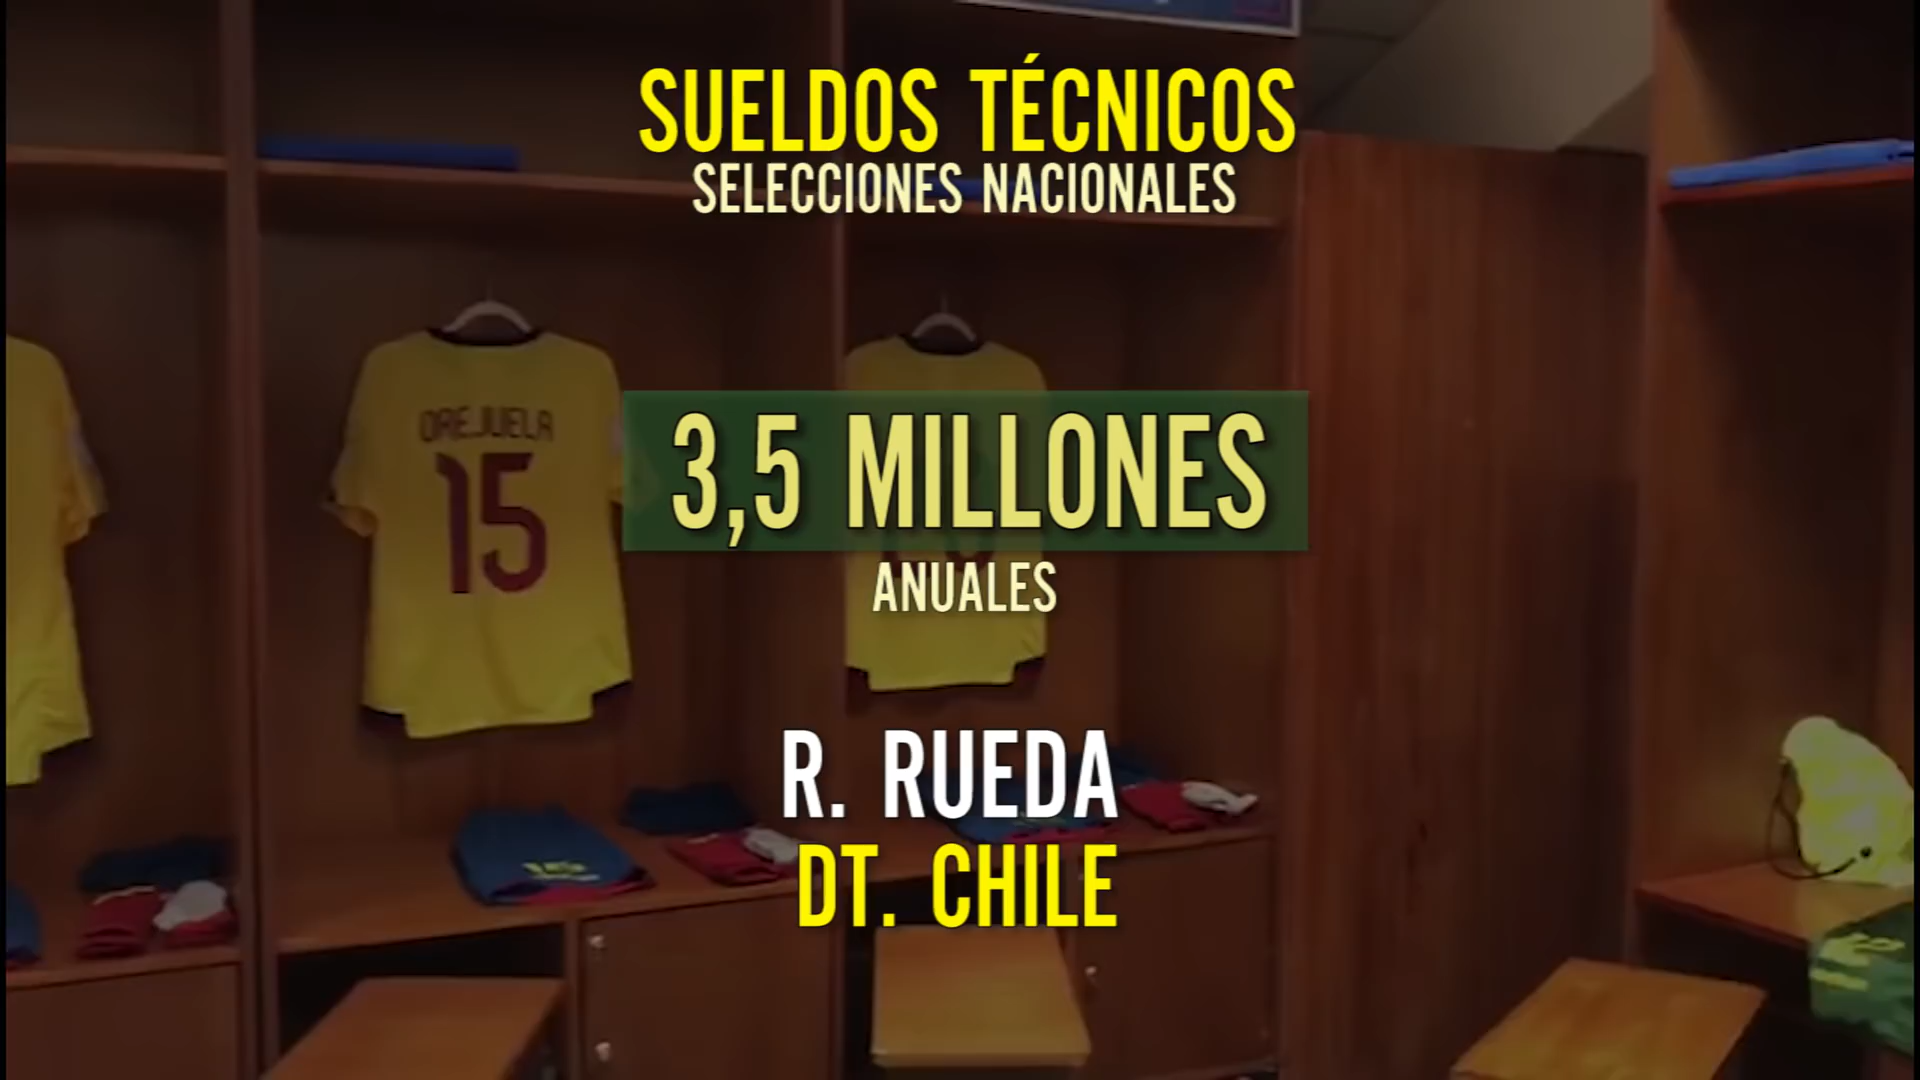 SUELDOS TÉCNICOS
SELECCIONES NACIONALES
OREJUELA
15
3,5 MILLONES
ANUALES
R. RUEDA
DT. CHILE